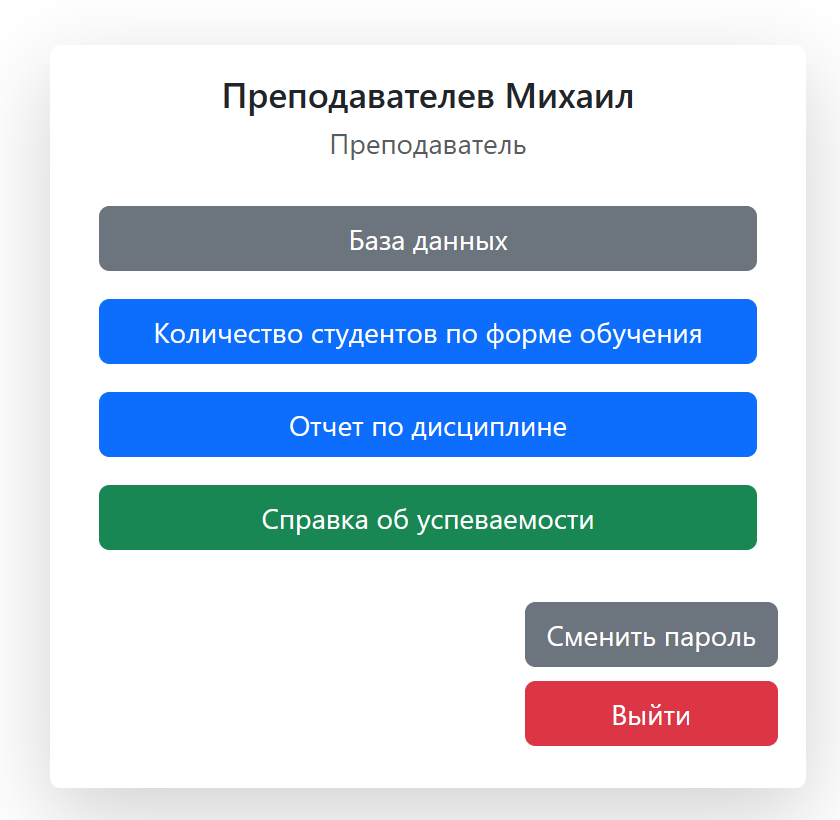 Преподавателев Михаил
Преподаватель
База данных
Количество студентов по форме обучения
Отчет по дисциплине
Справка об успеваемости
Сменить пароль
Выйти